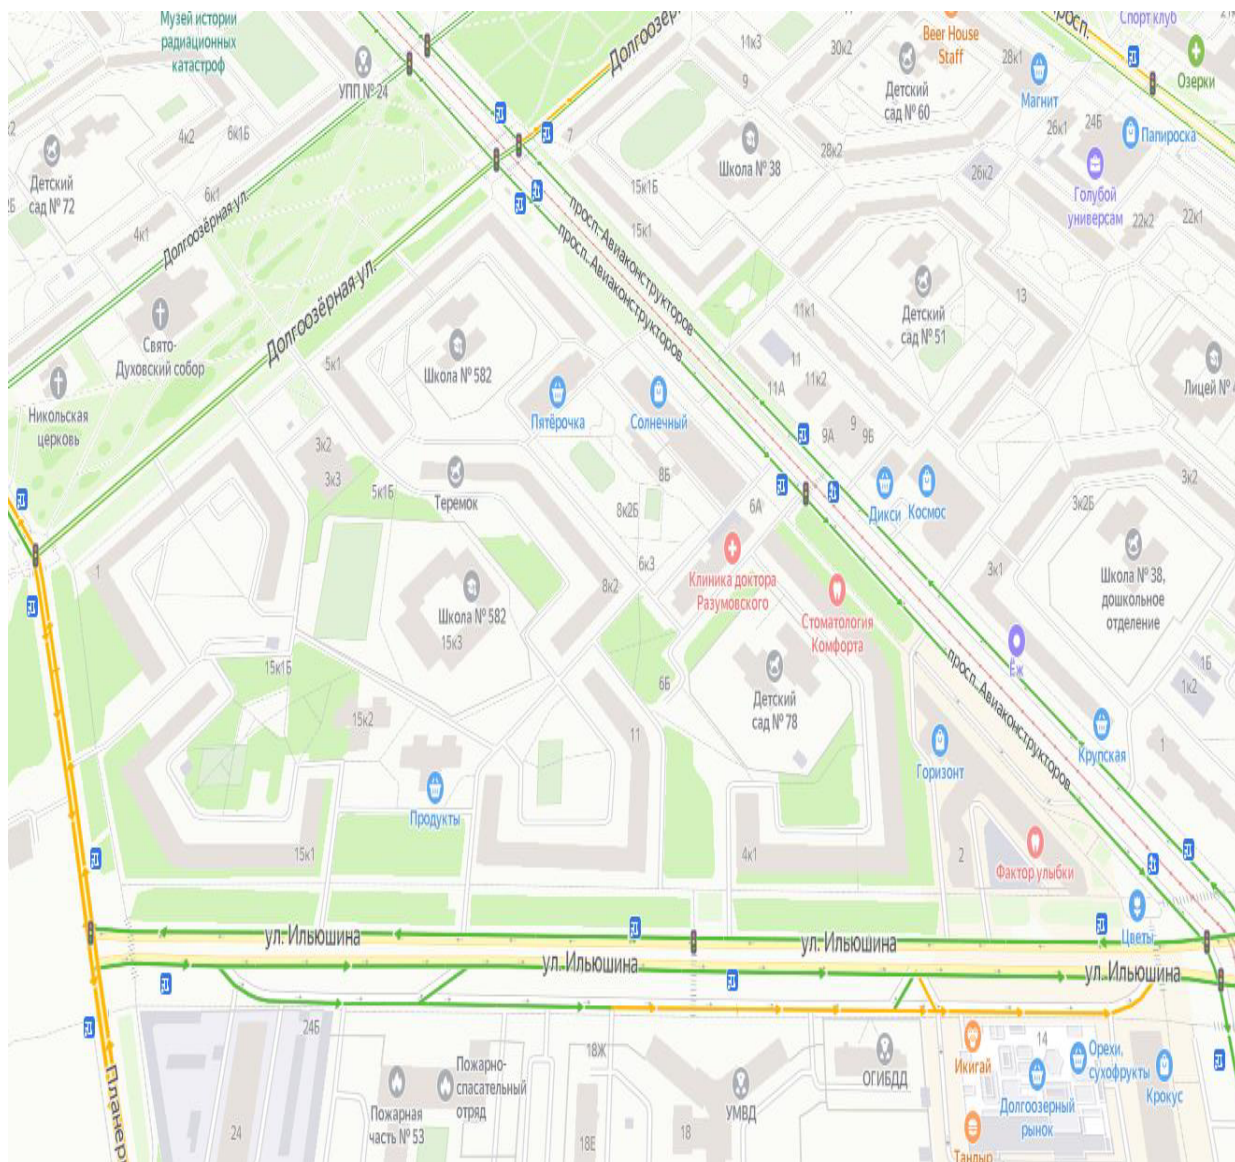 Музей истории
радиационных
катастроф
УПП № 24
Долгоозёр
11к3
9
30к2
Beer House
Staff
28к1
просп.
Спорт клуб
Озерки
Магнит
Детский
сад № 60
26к1
24Б
Папироска
4к2
6к1Б
Детский
сад № 72
7
Школа № 38
28к2
26к2
Голубой
универсам
22к2
22к1
15к1Б
15к1
6к1
4к1
Долгоозёрная ул.
просп. Авиаконструкторов
просп. Авиаконструкторов
Долгоозёрная ул.
13
Детский
сад № 51
11к1
11
11к2
11А
Свято-
Духовский собор
5к1
Школа № 582
Пятёрочка
Солнечный
Лицей №
Никольская
церковь
9
9А
9Б
3к2
3к3
5к1Б
Теремок
8Б
8к2Б
6А
Дикси
Космос
3к2
3к2Б
1
8к2
6к3
Клиника доктора
Разумовского
Стоматология
Комфорта
3к1
Школа № 38,
дошкольное
отделение
Школа № 582
15к3
15к1Б
6Б
Детский
сад № 78
Ёж
просп. Авиаконструкторов
1Б
1к2
15к2
11
Горизонт
Крупская
1
Продукты
15к1
4к1
2
Фактор улыбки
Цветы
ул. Ильюшина
ул. Ильюшина
ул. Ильюшина
ул. Ильюшина
24Б
18Ж
Планер
Пожарно-
спасательный
отряд
Пожарная
часть № 53
24
18Е
18
УМВД
ОГИБДД
Икигай
14
Орехи,
сухофрукты
Долгоозерный
рынок
Крокус
Тандыр